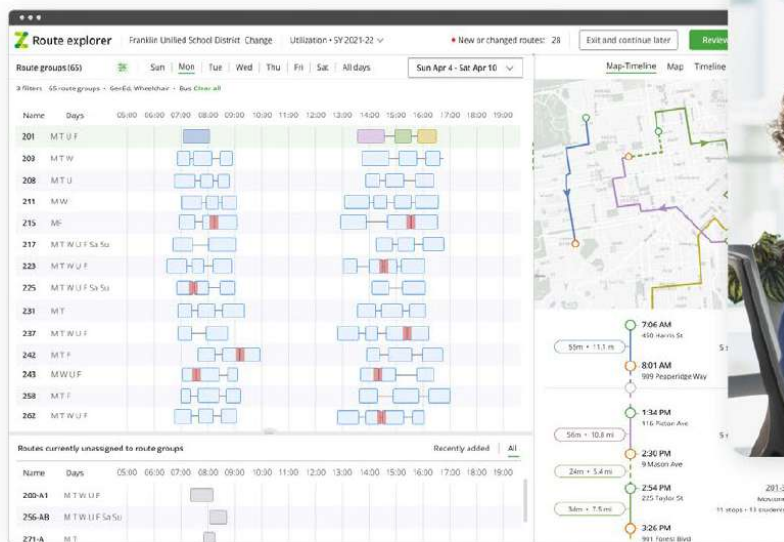 Route explorer Franklin Unified School District Change Utilization • SY 2021-22 • New or changed routes: 28 Exit and continue later Review
Route groups (65) Sun Mon Tue Wed Thu Fri Sat All days Sun Apr 4 - Sat Apr 10 Map-Timeline Map Timeline
3 filters 65 route groups • GenEd, Wheelchair • Bus Clear all
Name Days 05:00 06:00 07:00 08:00 09:00 10:00 11:00 12:00 13:00 14:00 15:00 16:00 17:00 18:00 19:00
201 M T U F
203 M T W
208 M T U
211 M W
215 M F
217 M T W U F Sa Su
223 M T W U F
225 M T W U F Sa Su
231 M T
237 M T W U F
242 M T F
243 M W U F
258 M T F
262 M T W U F
7:06 AM
450 Harris St
55m • 11.1 m
8:01 AM
999 Peaperidge Way
1:34 PM
116 Paton Ave
56m • 10.8 mi
2:30 PM
9 Mason Ave
24m • 5.4 mi
2:54 PM
225 Taylor St
34m • 7.5 mi
3:26 PM
991 Forest Blvd
11 stops •
Routes currently unassigned to route groups Recently added All
Name Days 05:00 06:00 07:00 08:00 09:00 10:00 11:00 12:00 13:00 14:00 15:00 16:00 17:00 18:00 19:00
200-A1 M T W U F
256-AB M T W U F Sa Su
271-A M T